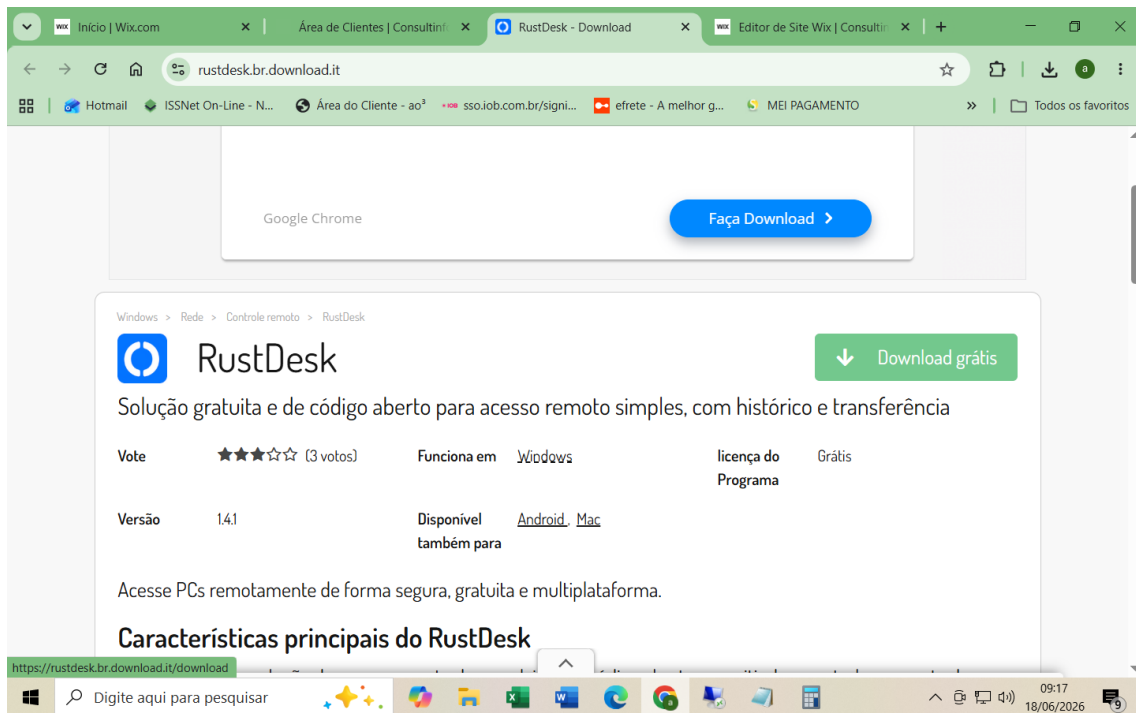 Início | Wix.com
Área de Clientes | Consultinf
RustDesk - Download
Editor de Site Wix | Consultin
rustdesk.br.download.it
Hotmail
ISSNet On-Line - N...
Área do Cliente - ao³
sso.iob.com.br/signi...
efrete - A melhor g...
MEI PAGAMENTO
Todos os favoritos
Google Chrome
Faça Download
Windows > Rede > Controle remoto > RustDesk
RustDesk
Download grátis
Solução gratuita e de código aberto para acesso remoto simples, com histórico e transferência
Vote (3 votos) Funciona em Windows licença do Programa Grátis
Versão 1.4.1 Disponível também para Android, Mac
Acesse PCs remotamente de forma segura, gratuita e multiplataforma.
Características principais do RustDesk
https://rustdesk.br.download.it/download
Digite aqui para pesquisar
09:17
18/06/2026